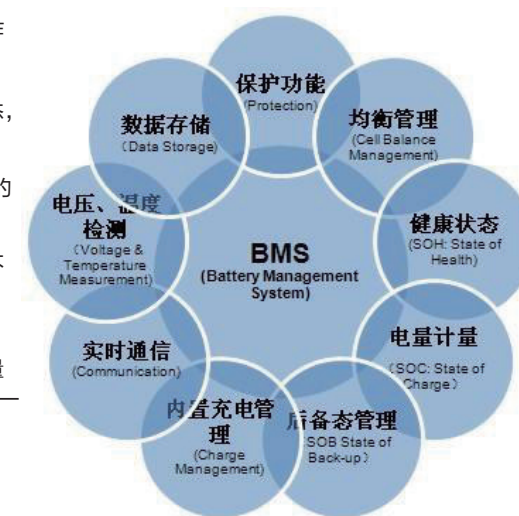 态，
的
量
保护功能
(Protection)
数据存储
（Data Storage)
均衡管理
(Cell Balance
Management)
电压、温度
检测
（Voltage &
Temperature
Measurement)
BMS
(Battery Management
System)
健康状态
(SOH: State of
Health)
实时通信
(Communication)
电量计量
（SOC: State of
Charge）
内置充电管
理
(Charge
Management)
后备态管理
（SOB State of
Back-up）